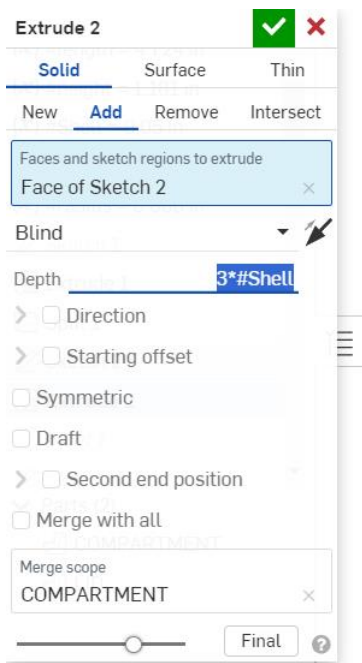 Extrude 2
Solid Surface Thin
New Add Remove Intersect
Faces and sketch regions to extrude
Face of Sketch 2
Blind
Depth 3*#Shell
Direction
Starting offset
Symmetric
Draft
Second end position
Merge with all
Merge scope
COMPARTMENT
Final